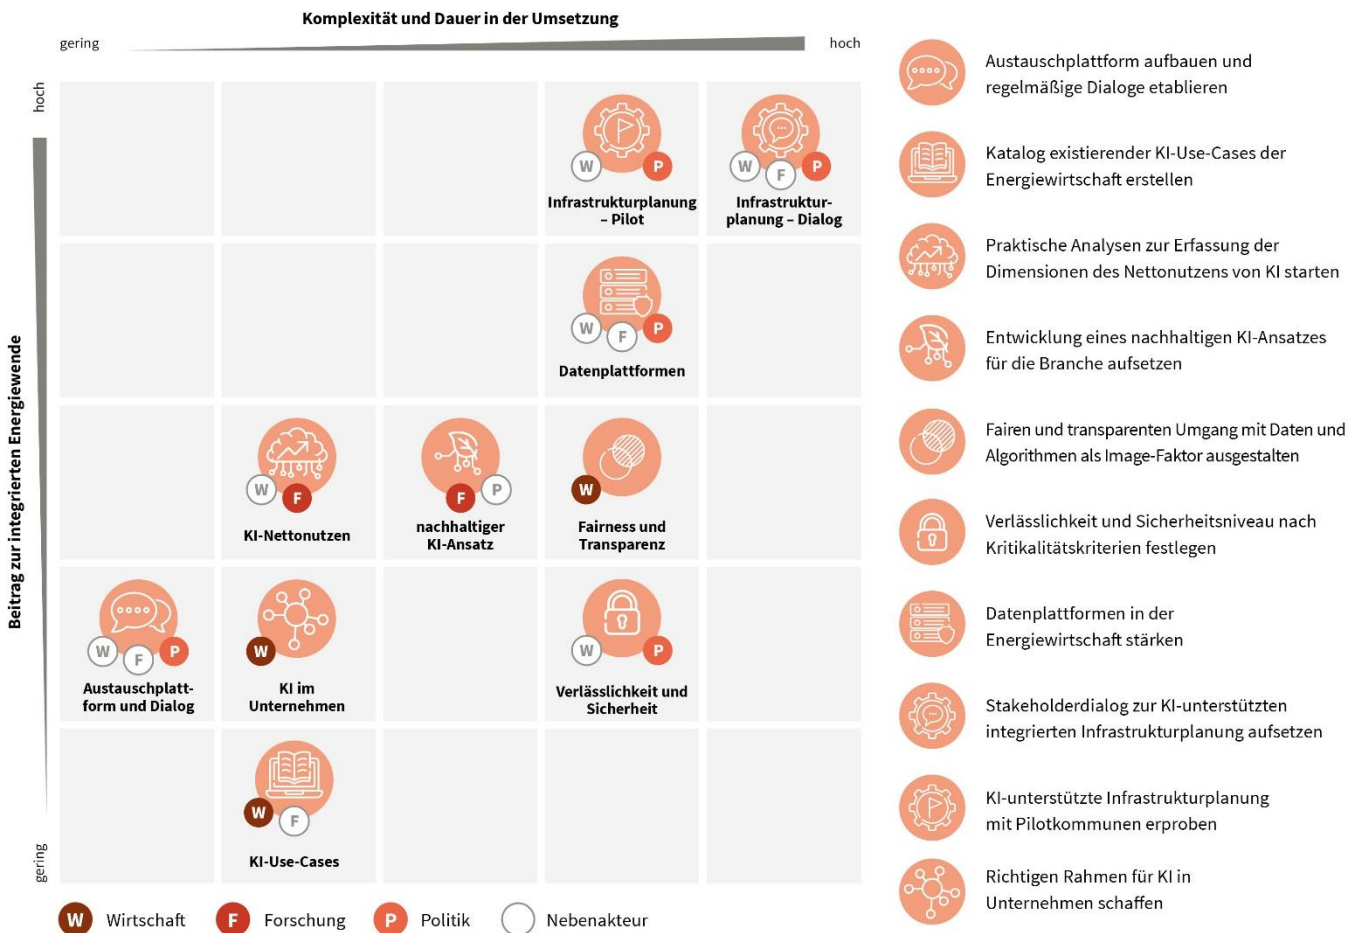 Komplexität und Dauer in der Umsetzung
gering
hoch
hoch
Beitrag zur integrierten Energiewende
gering
W
P
Infrastrukturplanung
– Pilot
W
F
P
Infrastruktur-
planung – Dialog
W
F
P
Datenplattformen
W
F
KI-Nettonutzen
F
P
nachhaltiger
KI-Ansatz
W
Fairness und
Transparenz
W
F
P
Austauschplatt-
form und Dialog
W
KI im
Unternehmen
W
P
Verlässlichkeit und
Sicherheit
W
F
KI-Use-Cases
W Wirtschaft
F Forschung
P Politik
Nebenakteur
Austauschplattform aufbauen und
regelmäßige Dialoge etablieren
Katalog existierender KI-Use-Cases der
Energiewirtschaft erstellen
Praktische Analysen zur Erfassung der
Dimensionen des Nettonutzens von KI starten
Entwicklung eines nachhaltigen KI-Ansatzes
für die Branche aufsetzen
Fairen und transparenten Umgang mit Daten und
Algorithmen als Image-Faktor ausgestalten
Verlässlichkeit und Sicherheitsniveau nach
Kritikalitätskriterien festlegen
Datenplattformen in der
Energiewirtschaft stärken
Stakeholderdialog zur KI-unterstützten
integrierten Infrastrukturplanung aufsetzen
KI-unterstützte Infrastrukturplanung
mit Pilotkommunen erproben
Richtigen Rahmen für KI in
Unternehmen schaffen